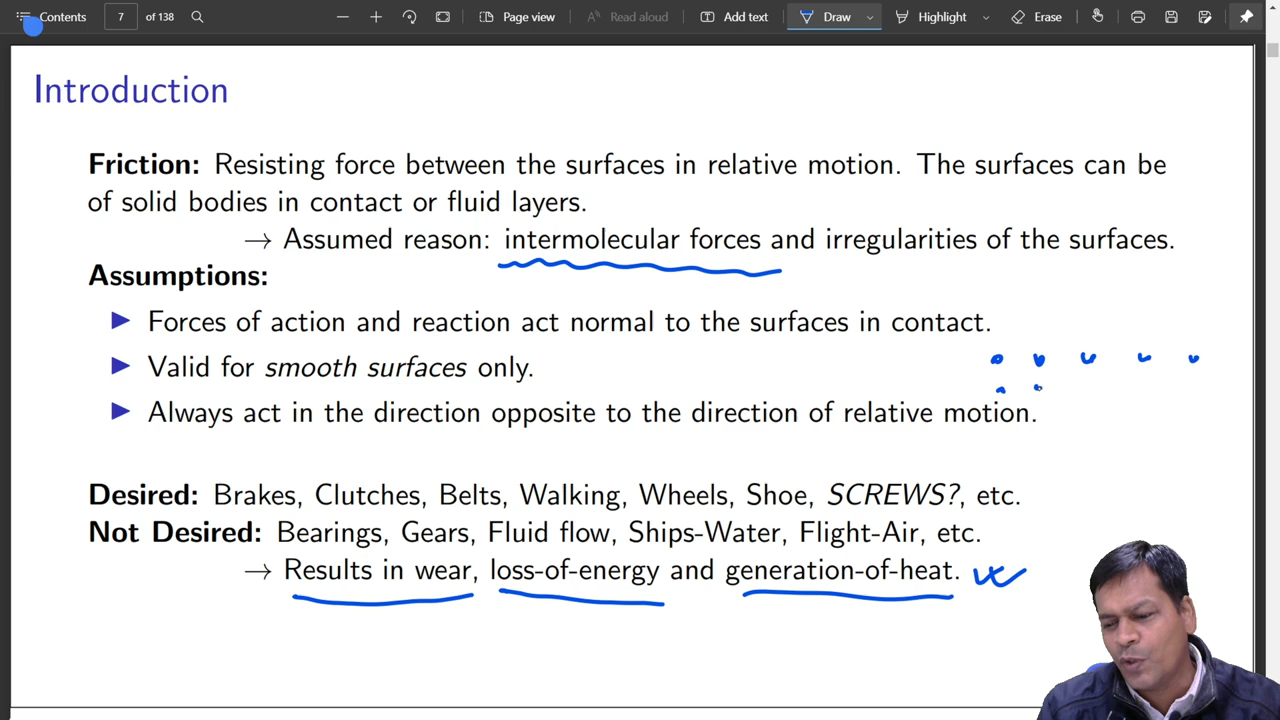 Contents 7 of 138 Page view Read aloud Add text Draw Highlight Erase
Introduction
Friction: Resisting force between the surfaces in relative motion. The surfaces can be
of solid bodies in contact or fluid layers.
→ Assumed reason: intermolecular forces and irregularities of the surfaces.
Assumptions:
▶ Forces of action and reaction act normal to the surfaces in contact.
▶ Valid for smooth surfaces only.
▶ Always act in the direction opposite to the direction of relative motion.
Desired: Brakes, Clutches, Belts, Walking, Wheels, Shoe, SCREWS?, etc.
Not Desired: Bearings, Gears, Fluid flow, Ships-Water, Flight-Air, etc.
→ Results in wear, loss-of-energy and generation-of-heat.